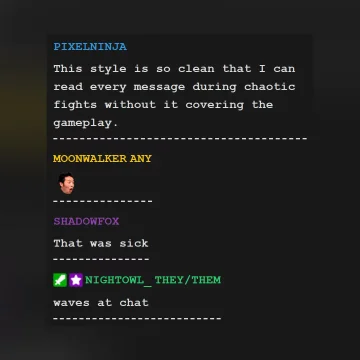 PIXELNINJA
This style is so clean that I can
read every message during chaotic
fights without it covering the
gameplay.
MOONWALKER ANY
SHADOWFOX
That was sick
NIGHTOWL_ THEY/THEM
waves at chat